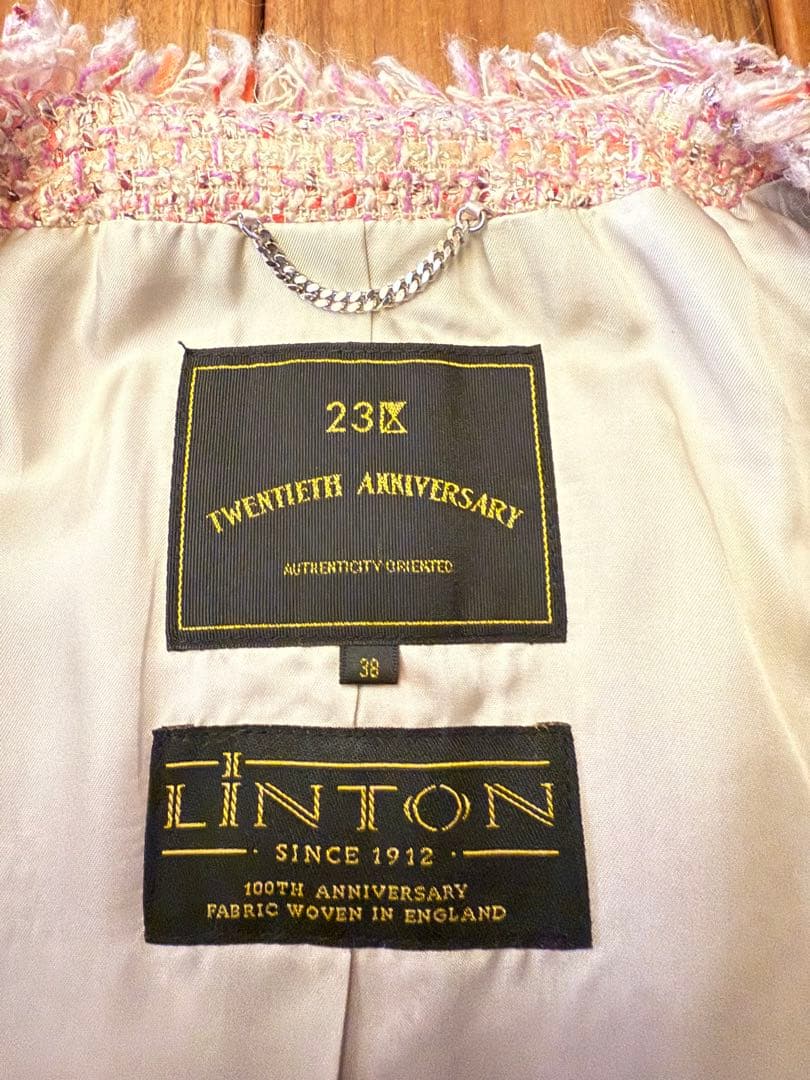 23区
TWENTIETH ANNIVERSARY
AUTHENTICITY ORIENTED
38
LINTON
· SINCE 1912 ·
100TH ANNIVERSARY
FABRIC WOVEN IN ENGLAND